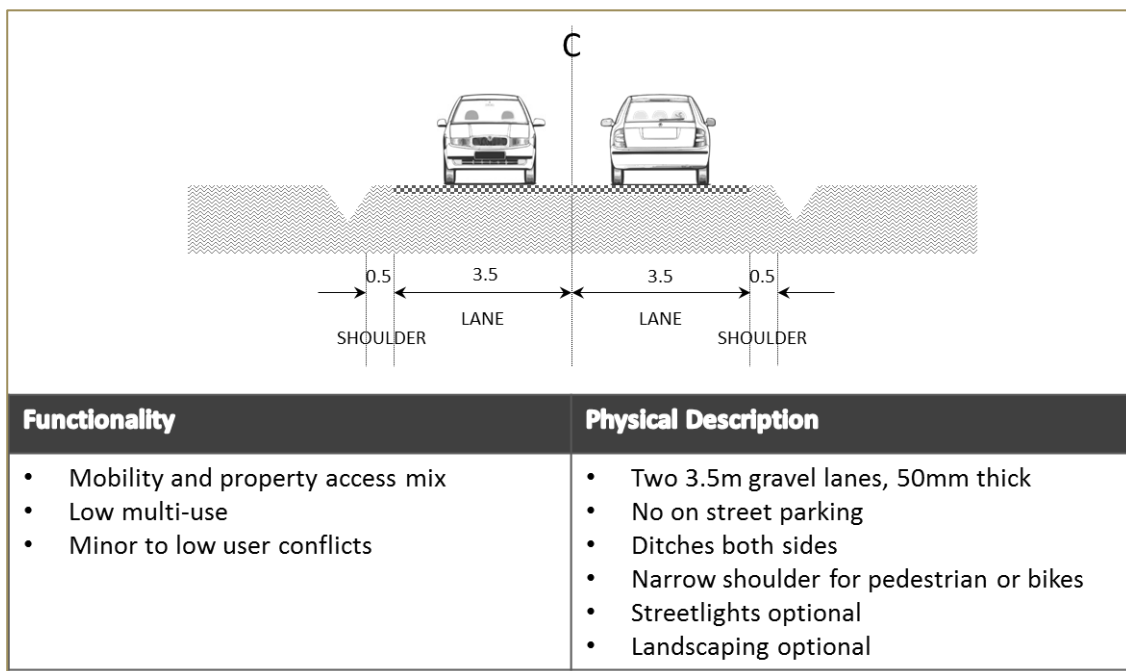 C
0.5 3.5 3.5 0.5
LANE LANE
SHOULDER SHOULDER
Functionality
• Mobility and property access mix
• Low multi-use
• Minor to low user conflicts
Physical Description
• Two 3.5m gravel lanes, 50mm thick
• No on street parking
• Ditches both sides
• Narrow shoulder for pedestrian or bikes
• Streetlights optional
• Landscaping optional